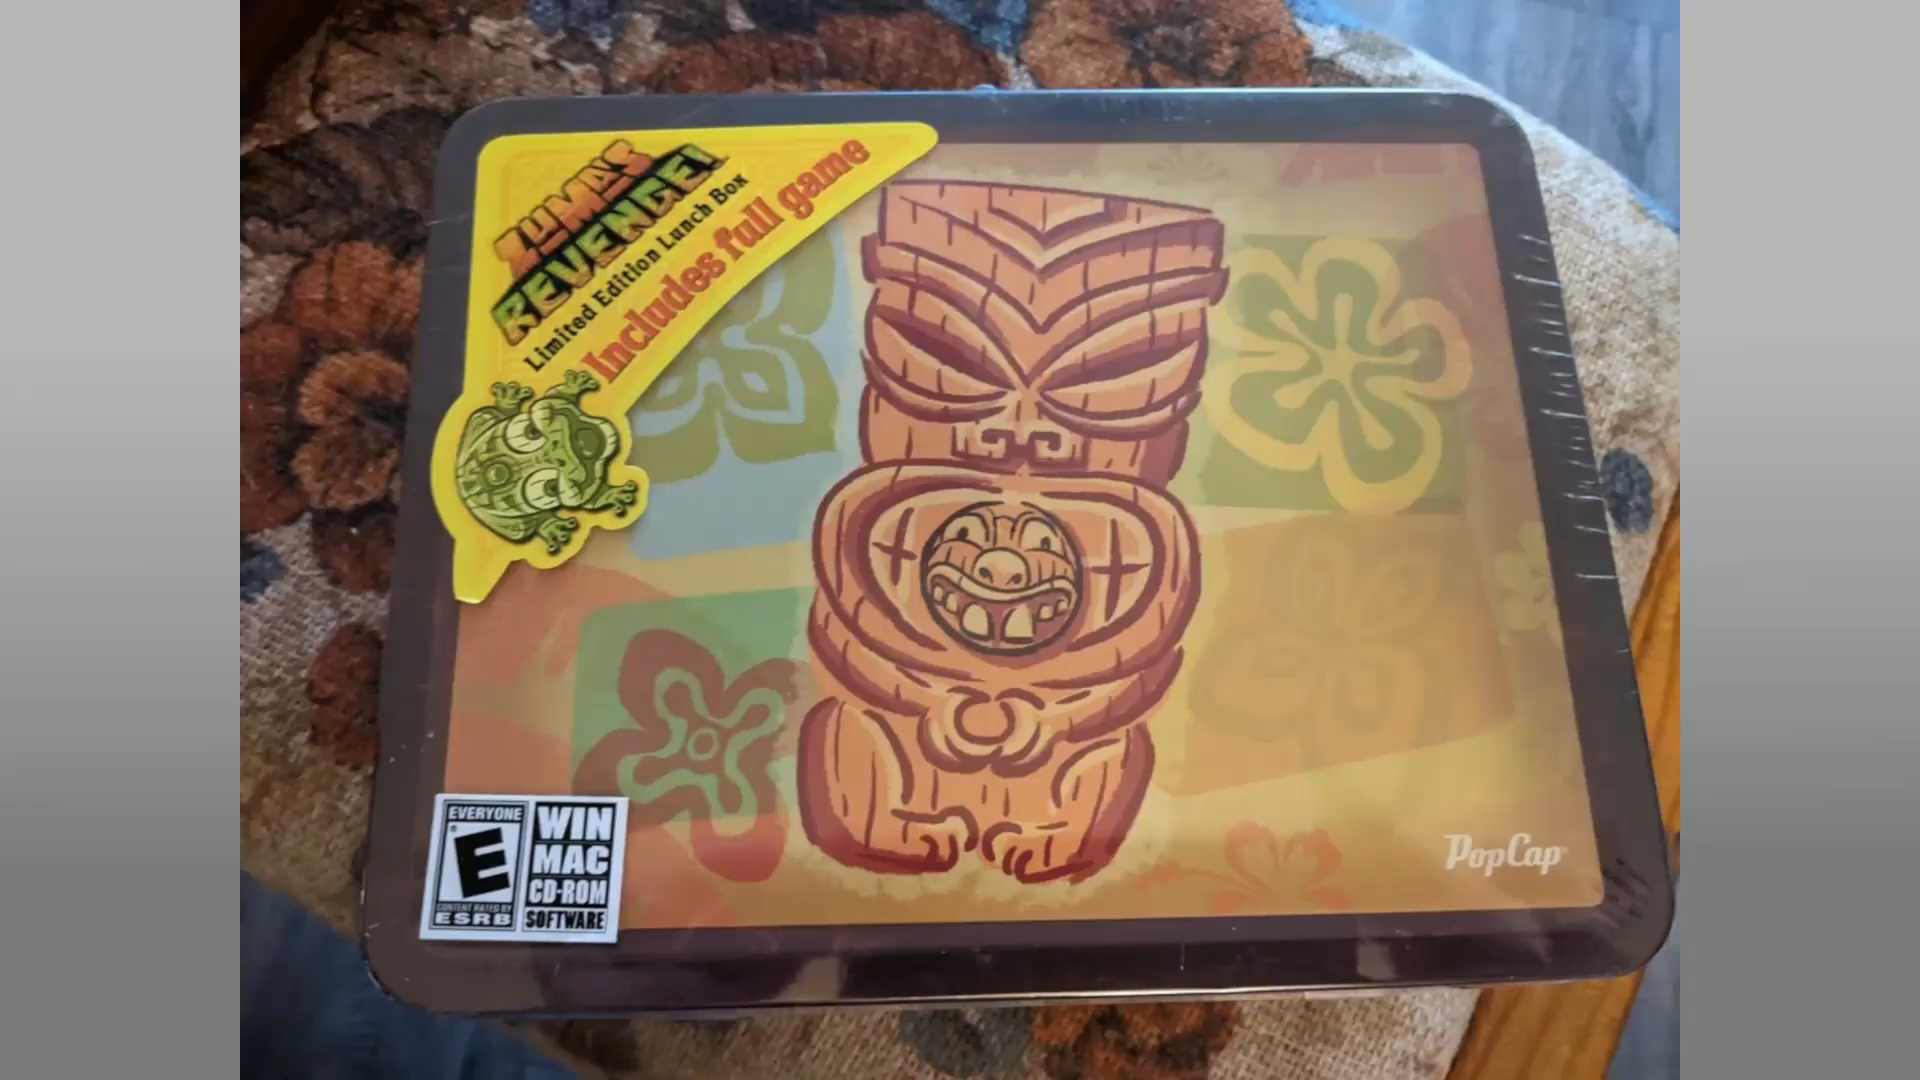 ZUMA'S
REVENGE!
Limited Edition Lunch Box
Includes full game
EVERYONE
E
CONTENT RATED BY
ESRB
WIN
MAC
CD-ROM
SOFTWARE
PopCap